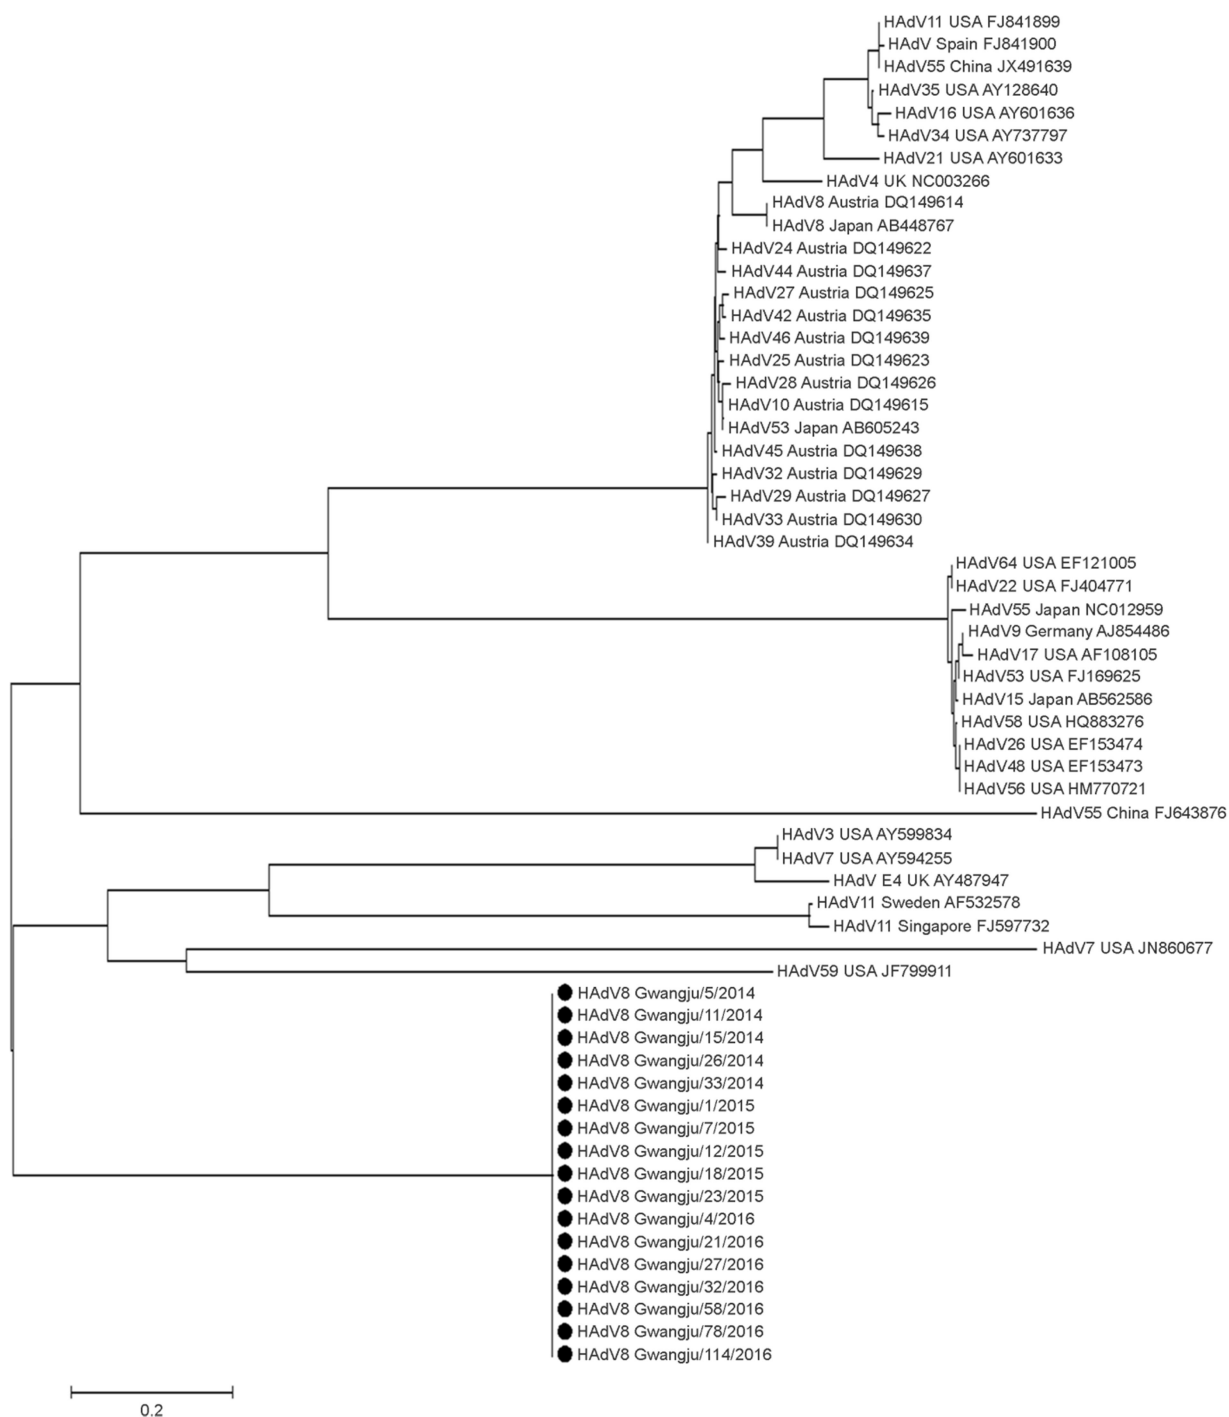 HAdV11 USA FJ841899
HAdV Spain FJ841900
HAdV55 China JX491639
HAdV35 USA AY128640
HAdV16 USA AY601636
HAdV34 USA AY737797
HAdV21 USA AY601633
HAdV4 UK NC003266
HAdV8 Austria DQ149614
HAdV8 Japan AB448767
HAdV24 Austria DQ149622
HAdV44 Austria DQ149637
HAdV27 Austria DQ149625
HAdV42 Austria DQ149635
HAdV46 Austria DQ149639
HAdV25 Austria DQ149623
HAdV28 Austria DQ149626
HAdV10 Austria DQ149615
HAdV53 Japan AB605243
HAdV45 Austria DQ149638
HAdV32 Austria DQ149629
HAdV29 Austria DQ149627
HAdV33 Austria DQ149630
HAdV39 Austria DQ149634
HAdV64 USA EF121005
HAdV22 USA FJ404771
HAdV55 Japan NC012959
HAdV9 Germany AJ854486
HAdV17 USA AF108105
HAdV53 USA FJ169625
HAdV15 Japan AB562586
HAdV58 USA HQ883276
HAdV26 USA EF153474
HAdV48 USA EF153473
HAdV56 USA HM770721
HAdV55 China FJ643876
HAdV3 USA AY599834
HAdV7 USA AY594255
HAdV E4 UK AY487947
HAdV11 Sweden AF532578
HAdV11 Singapore FJ597732
HAdV7 USA JN860677
HAdV59 USA JF799911
HAdV8 Gwangju/5/2014
HAdV8 Gwangju/11/2014
HAdV8 Gwangju/15/2014
HAdV8 Gwangju/26/2014
HAdV8 Gwangju/33/2014
HAdV8 Gwangju/1/2015
HAdV8 Gwangju/7/2015
HAdV8 Gwangju/12/2015
HAdV8 Gwangju/18/2015
HAdV8 Gwangju/23/2015
HAdV8 Gwangju/4/2016
HAdV8 Gwangju/21/2016
HAdV8 Gwangju/27/2016
HAdV8 Gwangju/32/2016
HAdV8 Gwangju/58/2016
HAdV8 Gwangju/78/2016
HAdV8 Gwangju/114/2016
0.2